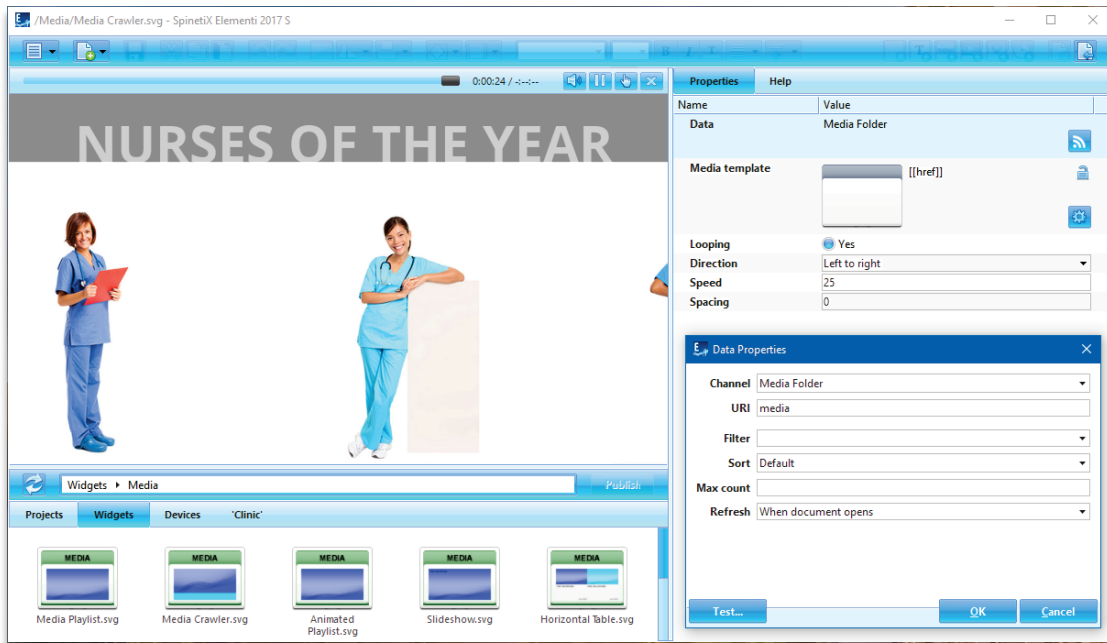 /Media/Media Crawler.svg - SpinetiX Elementi 2017 S
0:00:24 / -:--:--
Properties Help
Name Value
Data Media Folder
Media template [[href]]
Looping Yes
Direction Left to right
Speed 25
Spacing 0
NURSES OF THE YEAR
Data Properties
Channel Media Folder
URI media
Filter
Sort Default
Max count
Refresh When document opens
Test... OK Cancel
Widgets Media Publish
Projects Widgets Devices 'Clinic'
MEDIA MEDIA MEDIA MEDIA MEDIA
Media Playlist.svg Media Crawler.svg Animated Slideshow.svg Horizontal Table.svg
Playlist.svg